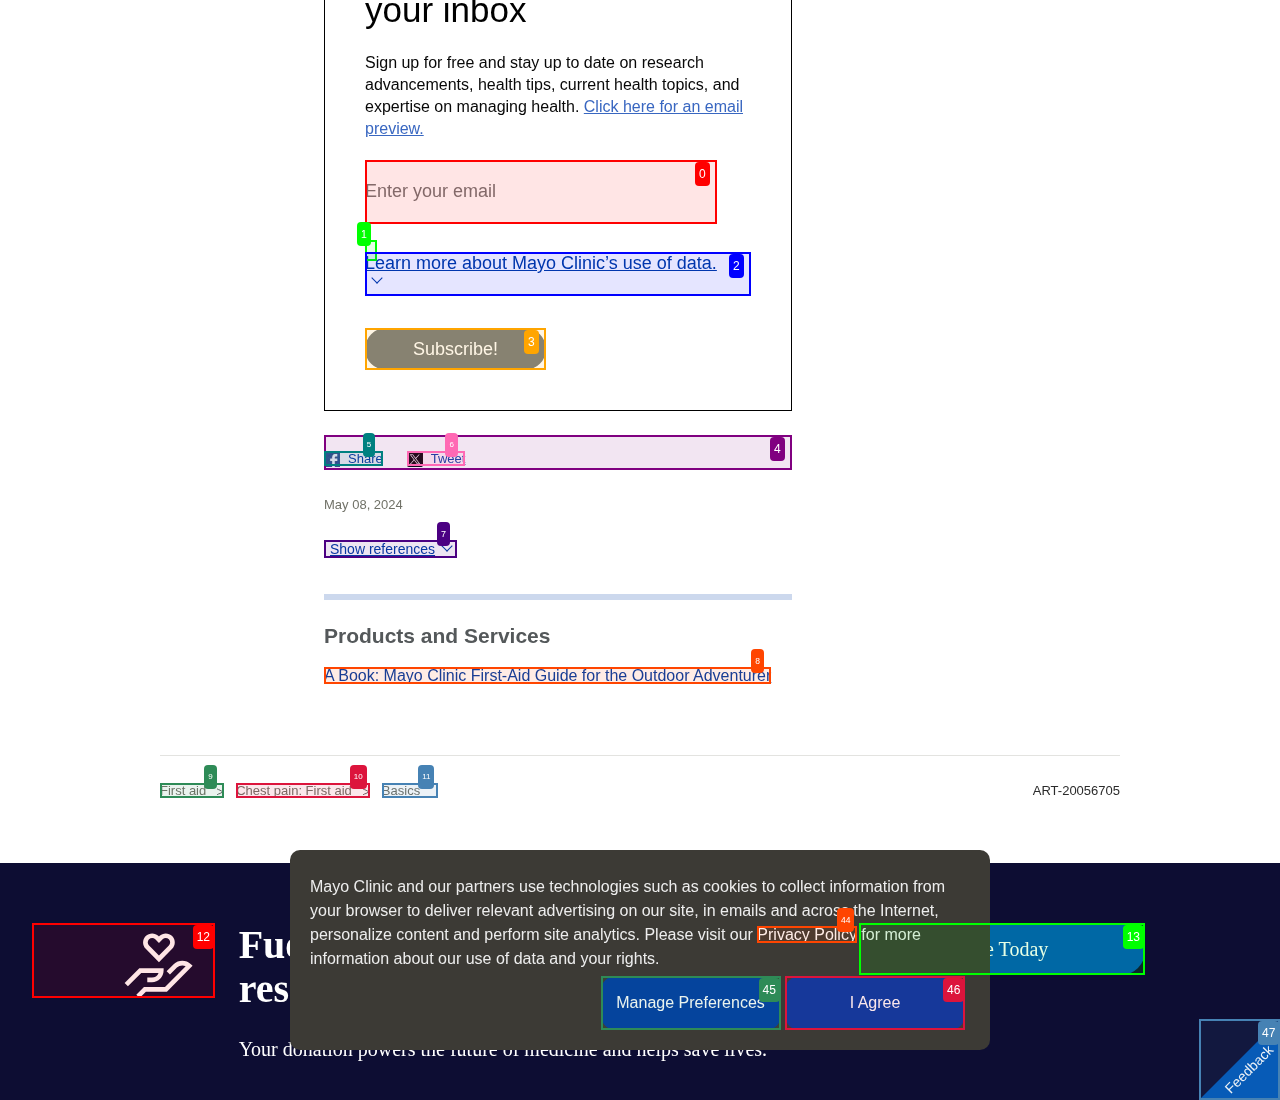 your inbox
Sign up for free and stay up to date on research
advancements, health tips, current health topics, and
expertise on managing health. Click here for an email
preview.
0
Enter your email
1
Learn more about Mayo Clinic’s use of data.
2
3
Subscribe!
4
5
6
Share
Tweet
May 08, 2024
7
Show references
Products and Services
8
A Book: Mayo Clinic First-Aid Guide for the Outdoor Adventurer
9
10
11
First aid >
Chest pain: First aid >
Basics
ART-20056705
Mayo Clinic and our partners use technologies such as cookies to collect information from
your browser to deliver relevant advertising on our site, in emails and across the Internet,
44
personalize content and perform site analytics. Please visit our Privacy Policy for more
information about our use of data and your rights.
12
13
Today
res
45
46
Manage Preferences
I Agree
47
Feedback
Your donation powers the future of medicine and helps save lives.